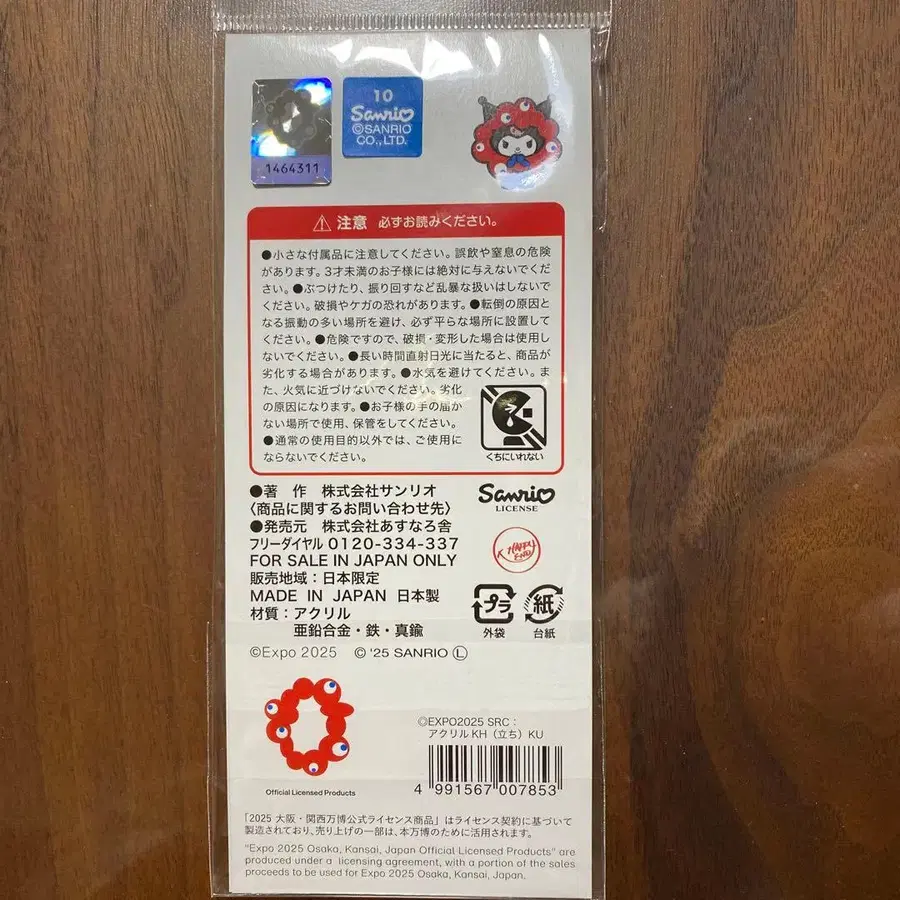 1464311
10
Sanrio
©SANRIO
CO.,LTD.
⚠注意 必ずお読みください。
●小さな付属品に注意してください。誤飲や窒息の危険
があります。3才未満のお子様には絶対に与えないでくだ
さい。●ぶつけたり、振り回すなど乱暴な扱いはしないで
ください。破損やケガの恐れがあります。●転倒の原因と
なる振動の多い場所を避け、必ず平らな場所に設置して
ください。●危険ですので、破損・変形した場合は使用し
ないでください。●長い時間直射日光に当たると、商品が
劣化する場合があります。●水気を避けてください。ま
た、火気に近づけないでください。劣化
の原因になります。●お子様の手の届か
ない場所で使用、保管をしてください。
●通常の使用目的以外では、ご使用に
ならないでください。
くちにいれない
●著 作 株式会社サンリオ
〈商品に関するお問い合わせ先〉
●発売元 株式会社あすなろ舎
フリーダイヤル 0120-334-337
FOR SALE IN JAPAN ONLY
販売地域：日本限定
MADE IN JAPAN 日本製
材質：アクリル
亜鉛合金・鉄・真鍮
©Expo 2025 © '25 SANRIO Ⓛ
Sanrio
LICENSE
K HAPPY
END
プラ
外袋
紙
台紙
Official Licensed Products
©EXPO2025 SRC：
アクリルKH（立ち）KU
4 991567 007853
「2025 大阪・関西万博公式ライセンス商品」はライセンス契約に基づいて
製造されており、売り上げの一部は、本万博のために活用されます。
"Expo 2025 Osaka, Kansai, Japan Official Licensed Products" are
produced under a licensing agreement, with a portion of the sales
proceeds to be used for Expo 2025 Osaka, Kansai, Japan.